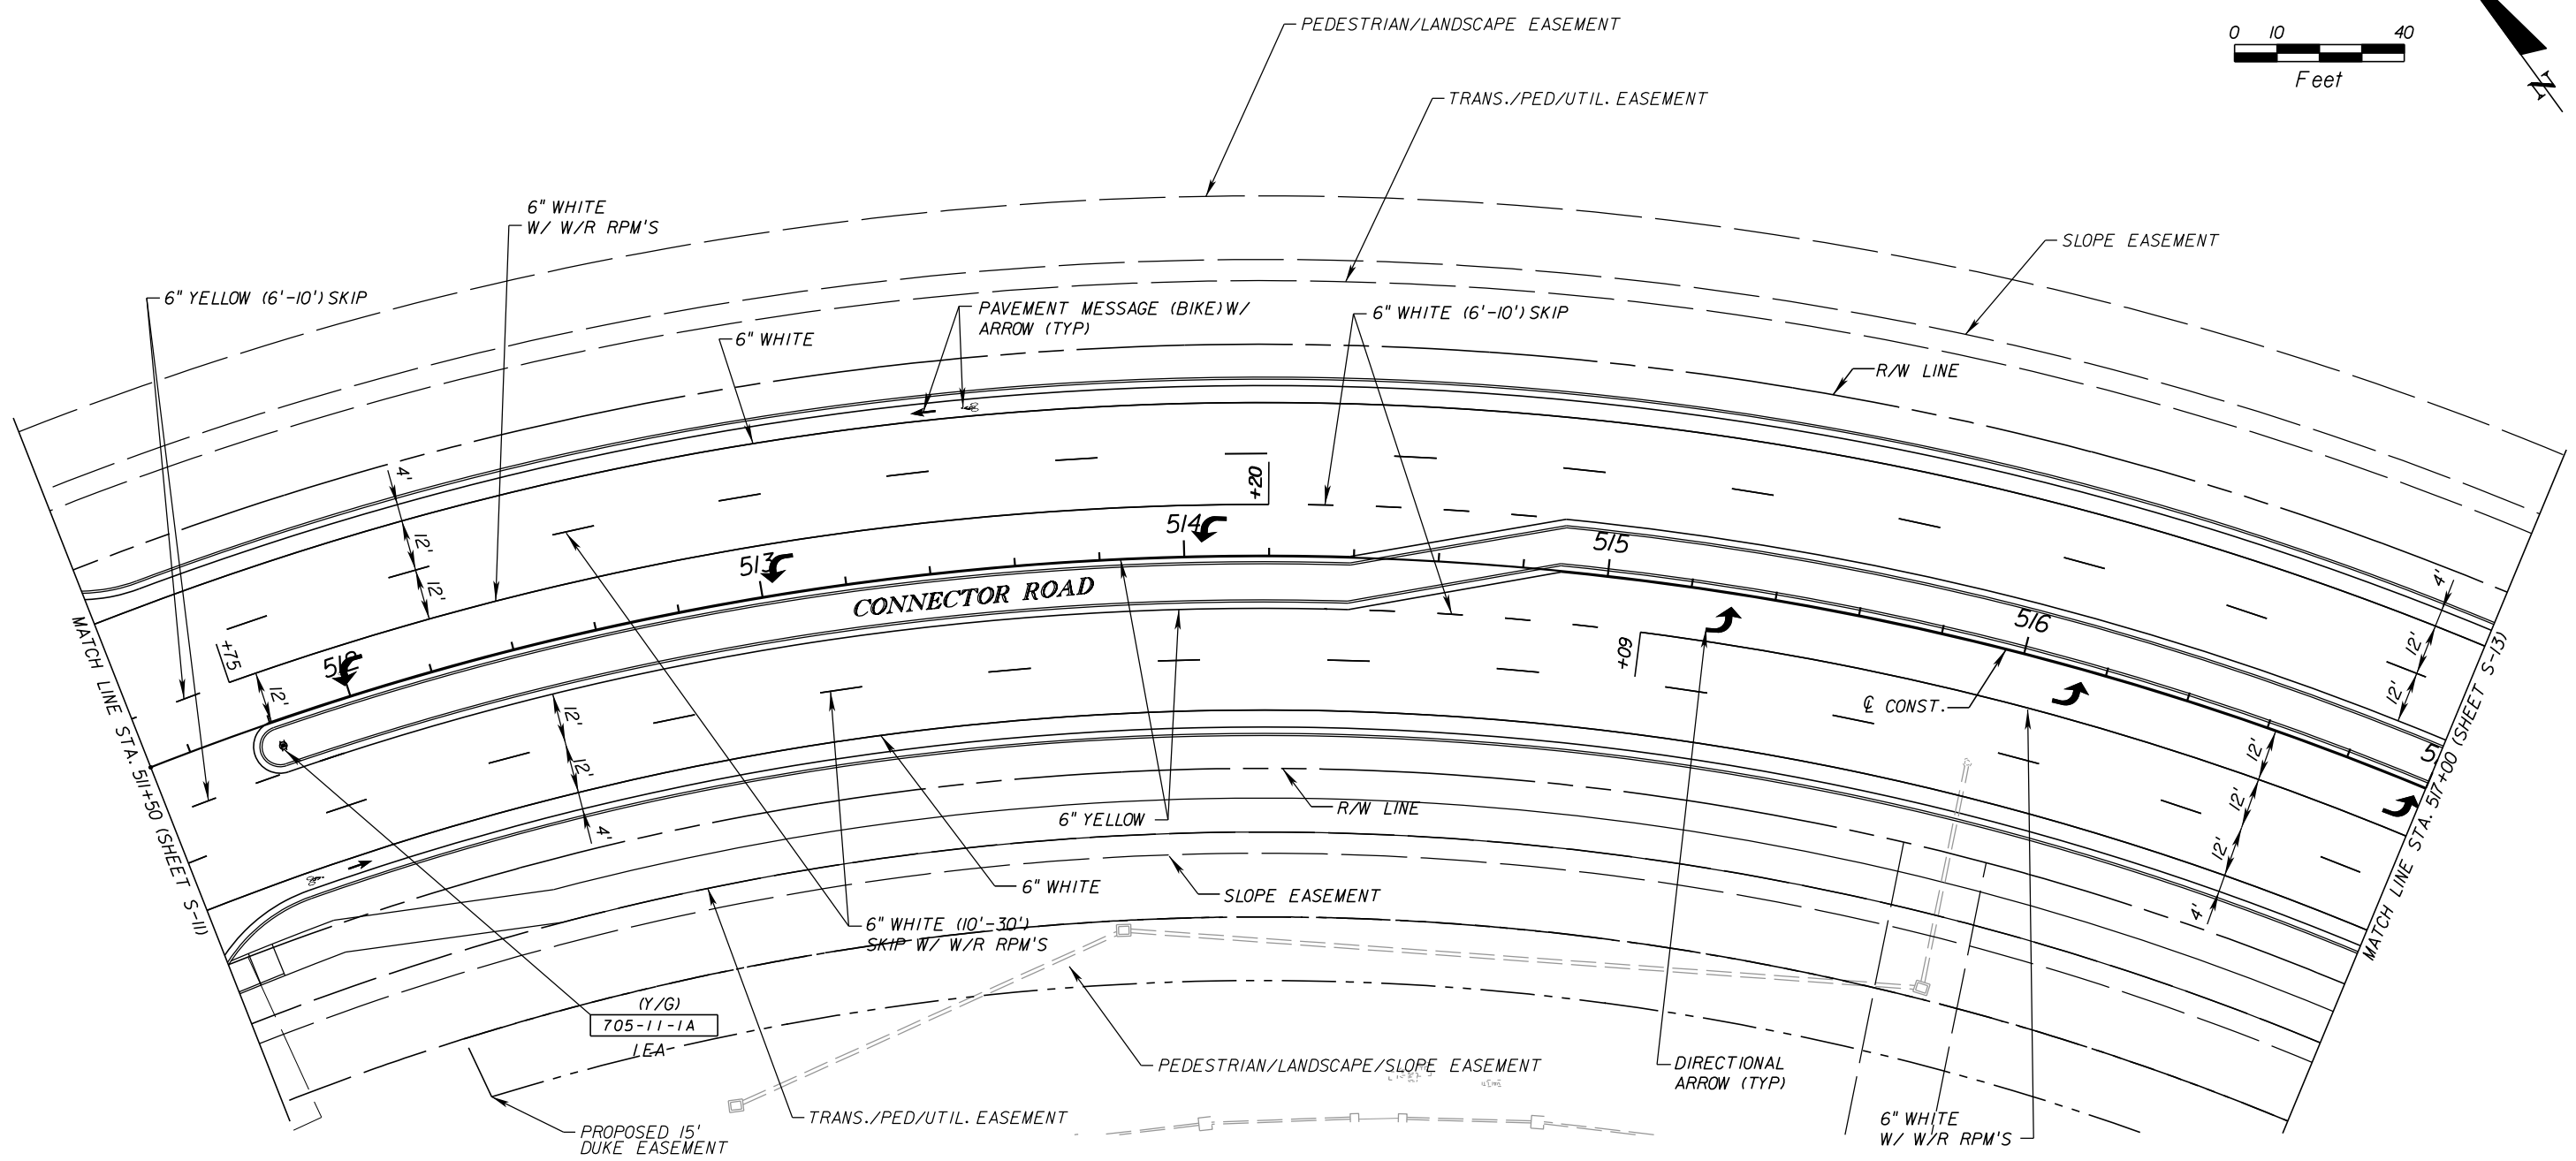 PEDESTRIAN/LANDSCAPE EASEMENT
0 10 40
Feet
N
TRANS./PED/UTIL. EASEMENT
6" WHITE
W/ W/R RPM'S
SLOPE EASEMENT
6" YELLOW (6'-10') SKIP
PAVEMENT MESSAGE (BIKE) W/
ARROW (TYP)
6" WHITE (6'-10') SKIP
6" WHITE
R/W LINE
4'
12'
12'
+20
514
513
515
CONNECTOR ROAD
516
4'
12'
12'
+75
512
12'
+09
MATCH LINE STA. 511+50 (SHEET S-11)
12'
12'
4'
℄ CONST.
12'
12'
12'
4'
5
MATCH LINE STA. 517+00 (SHEET S-13)
6" YELLOW
R/W LINE
6" WHITE
SLOPE EASEMENT
6" WHITE (10'-30')
SKIP W/ W/R RPM'S
(Y/G)
705-11-1A
1 EA
PEDESTRIAN/LANDSCAPE/SLOPE EASEMENT
DIRECTIONAL
ARROW (TYP)
TRANS./PED/UTIL. EASEMENT
6" WHITE
W/ W/R RPM'S
PROPOSED 15'
DUKE EASEMENT